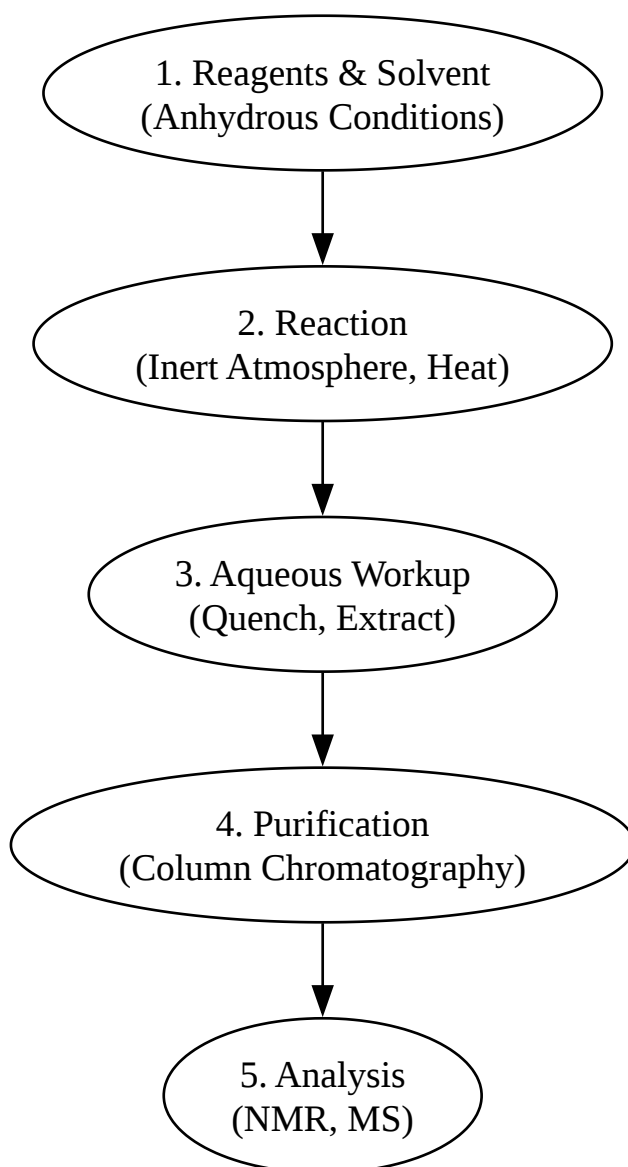 1. Reagents & Solvent
(Anhydrous Conditions)
2. Reaction
(Inert Atmosphere, Heat)
3. Aqueous Workup
(Quench, Extract)
4. Purification
(Column Chromatography)
5. Analysis
(NMR, MS)